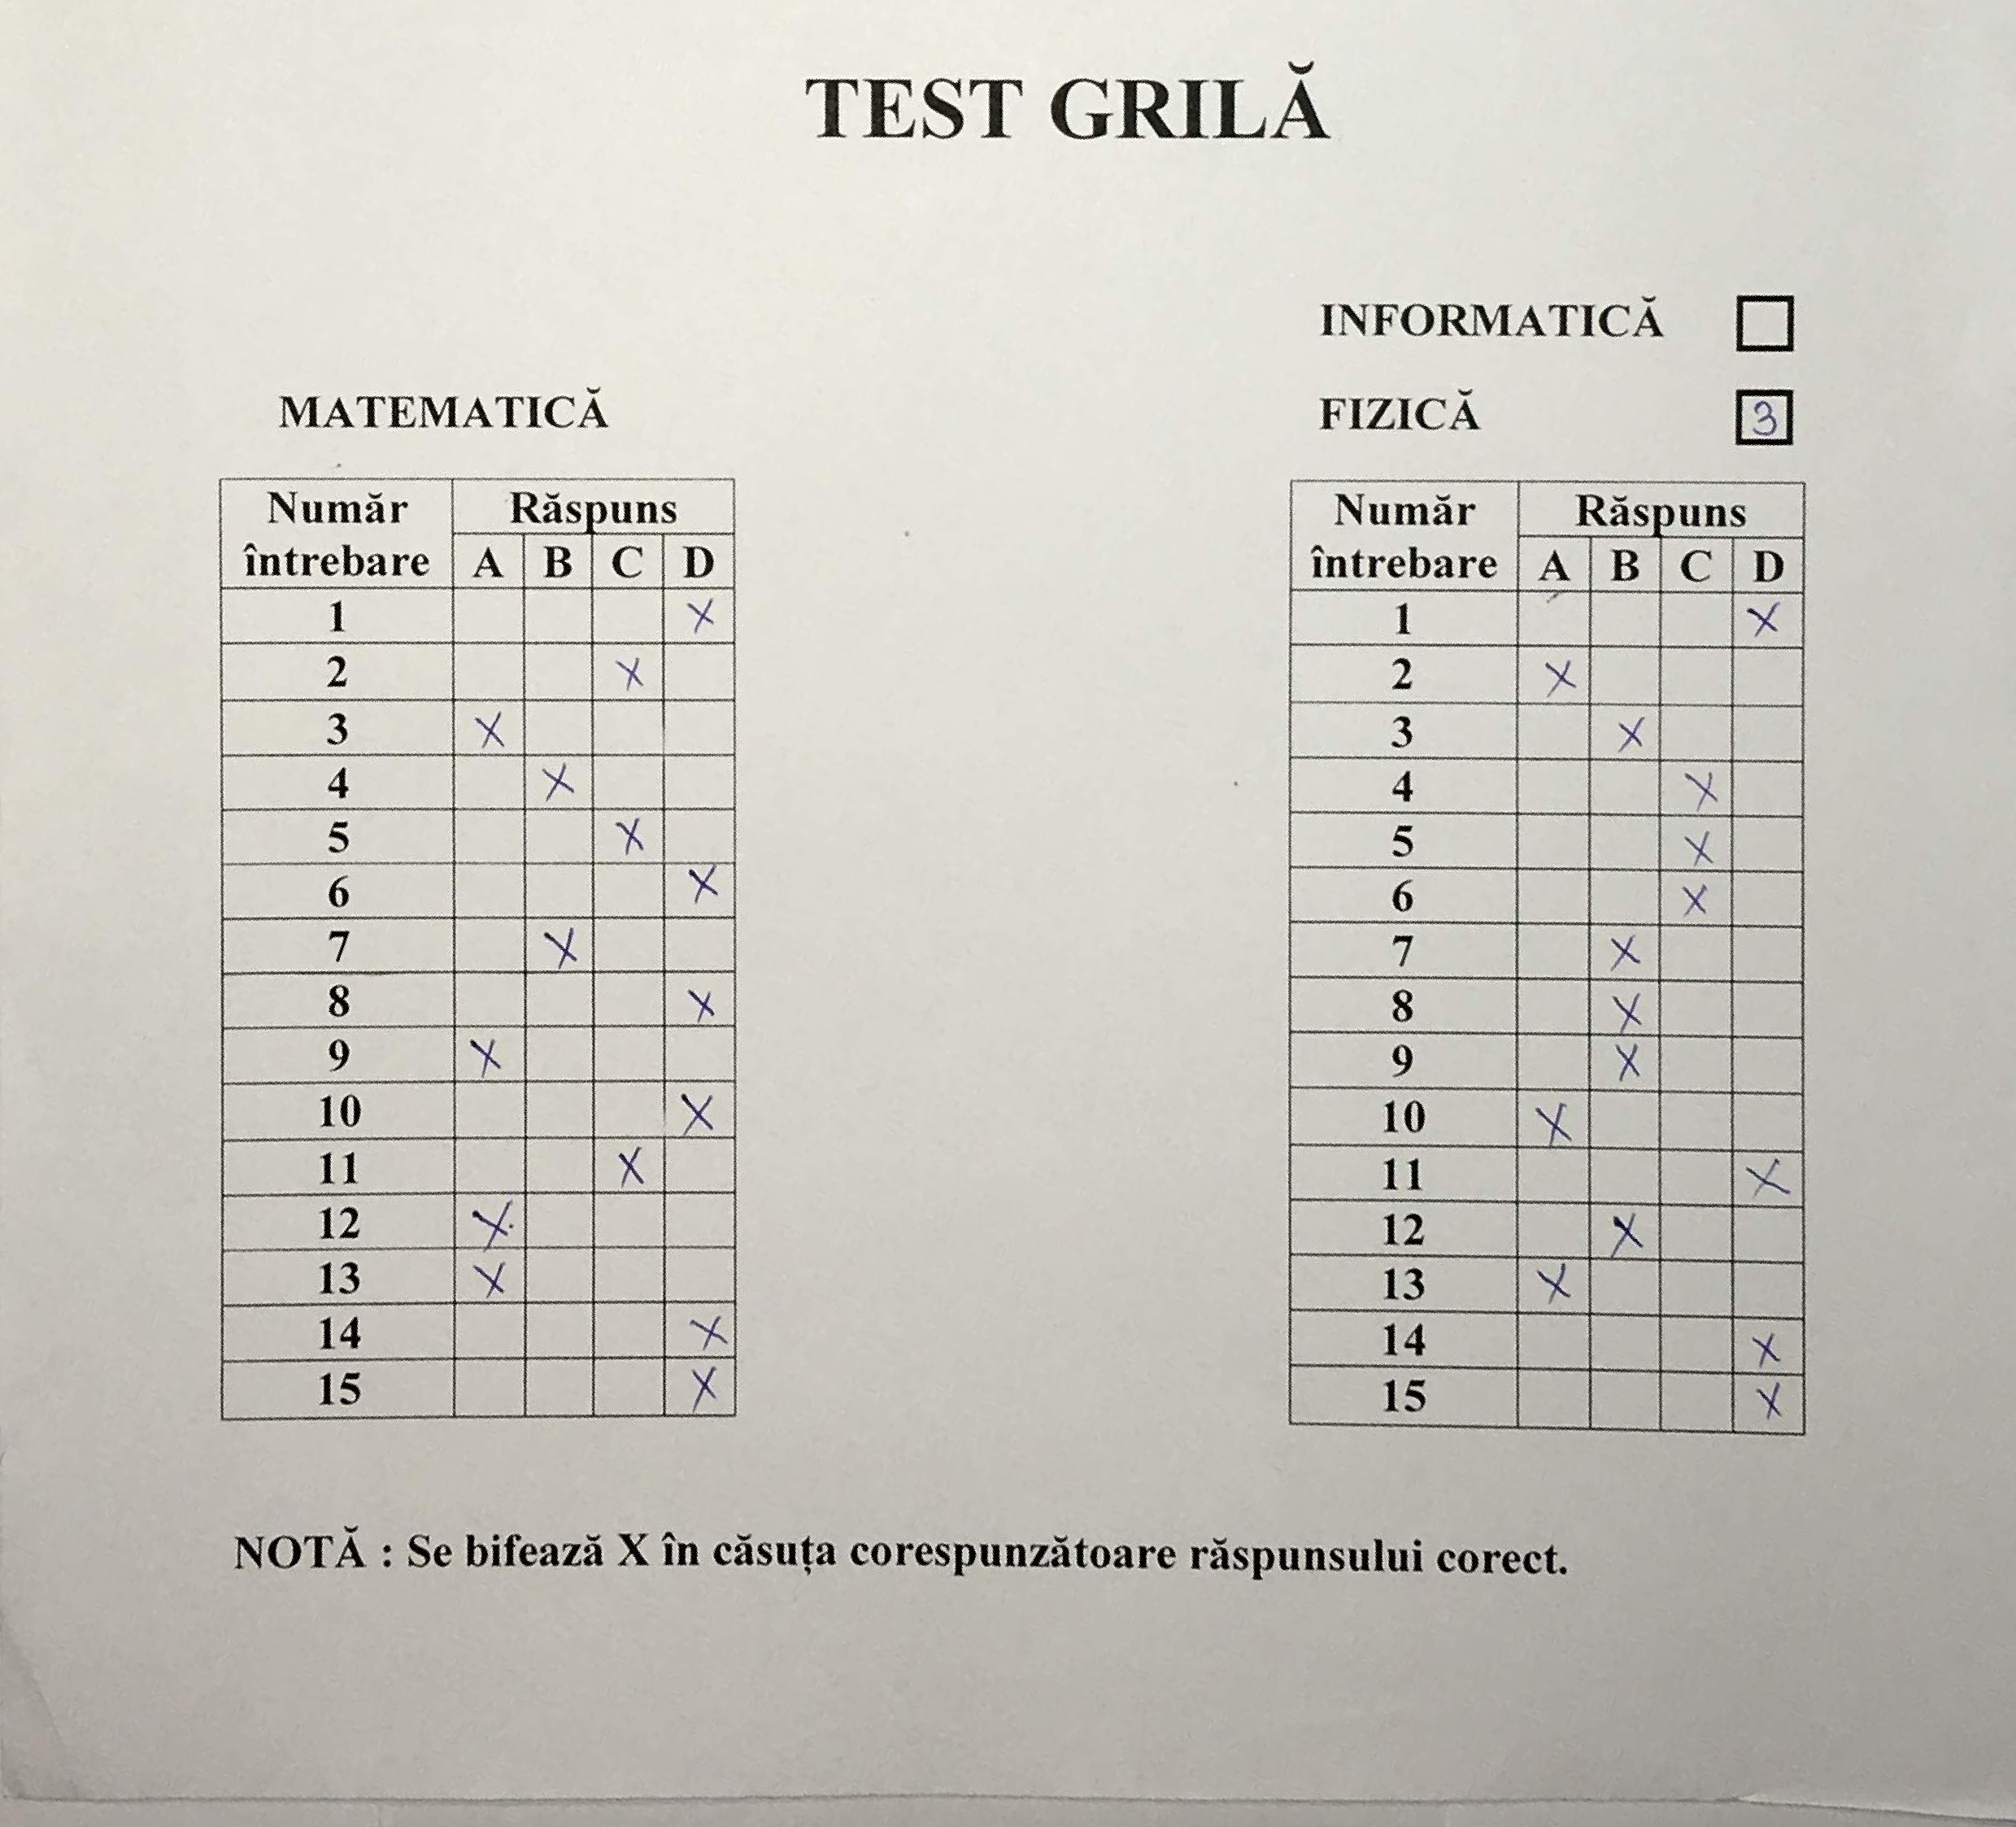 TEST GRILĂ
INFORMATICĂ
MATEMATICĂ
FIZICĂ 3
Număr întrebare Răspuns
A B C D
1 X
2 X
3 X
4 X
5 X
6 X
7 X
8 X
9 X
10 X
11 X
12 X
13 X
14 X
15 X
Număr întrebare Răspuns
A B C D
1 X
2 X
3 X
4 X
5 X
6 X
7 X
8 X
9 X
10 X
11 X
12 X
13 X
14 X
15 X
NOTĂ : Se bifează X în căsuța corespunzătoare răspunsului corect.